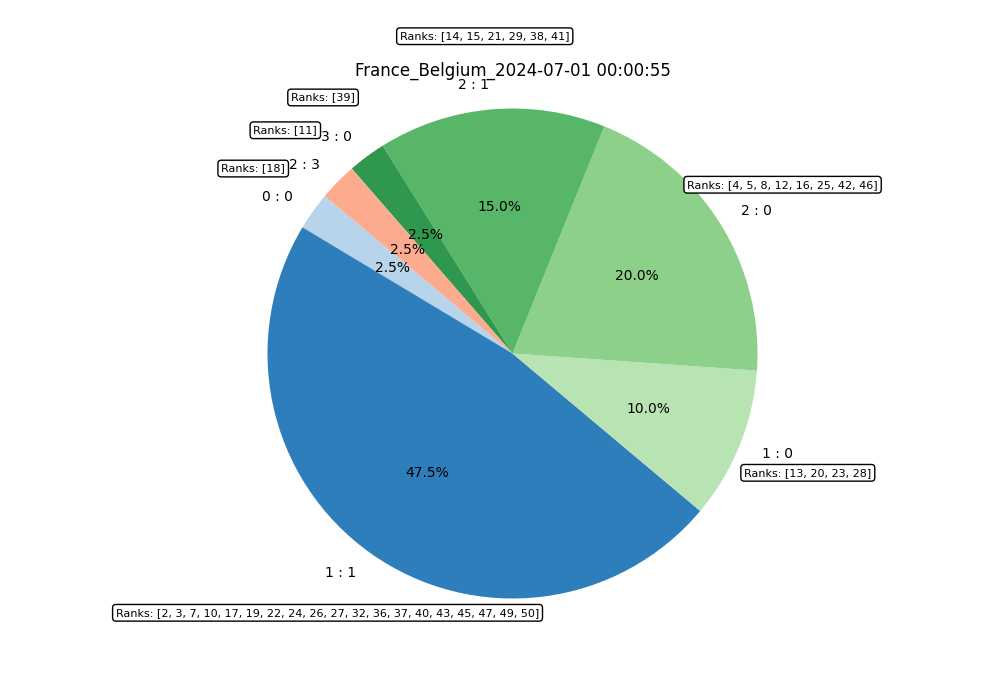 Ranks: [14, 15, 21, 29, 38, 41]
France_Belgium_2024-07-01 00:00:55
2 : 1
Ranks: [39]
3 : 0
Ranks: [11]
2 : 3
Ranks: [18]
0 : 0
Ranks: [4, 5, 8, 12, 16, 25, 42, 46]
2 : 0
15.0%
2.5%
2.5%
2.5%
20.0%
10.0%
1 : 0
Ranks: [13, 20, 23, 28]
47.5%
1 : 1
Ranks: [2, 3, 7, 10, 17, 19, 22, 24, 26, 27, 32, 36, 37, 40, 43, 45, 47, 49, 50]